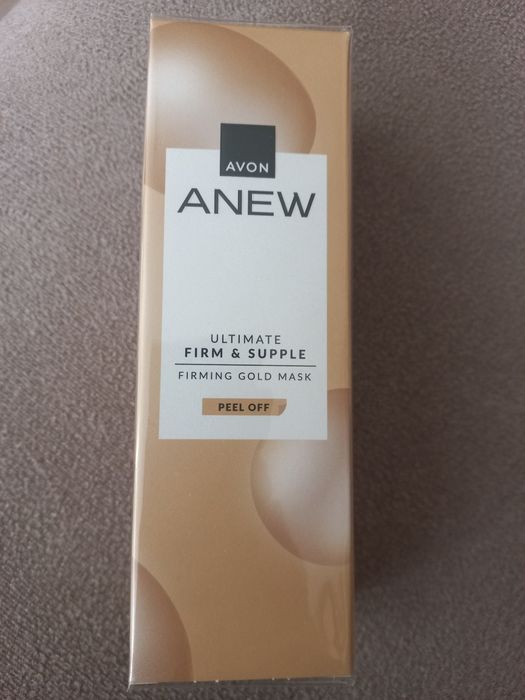 AVON
ANEW
ULTIMATE
FIRM & SUPPLE
FIRMING GOLD MASK
PEEL OFF